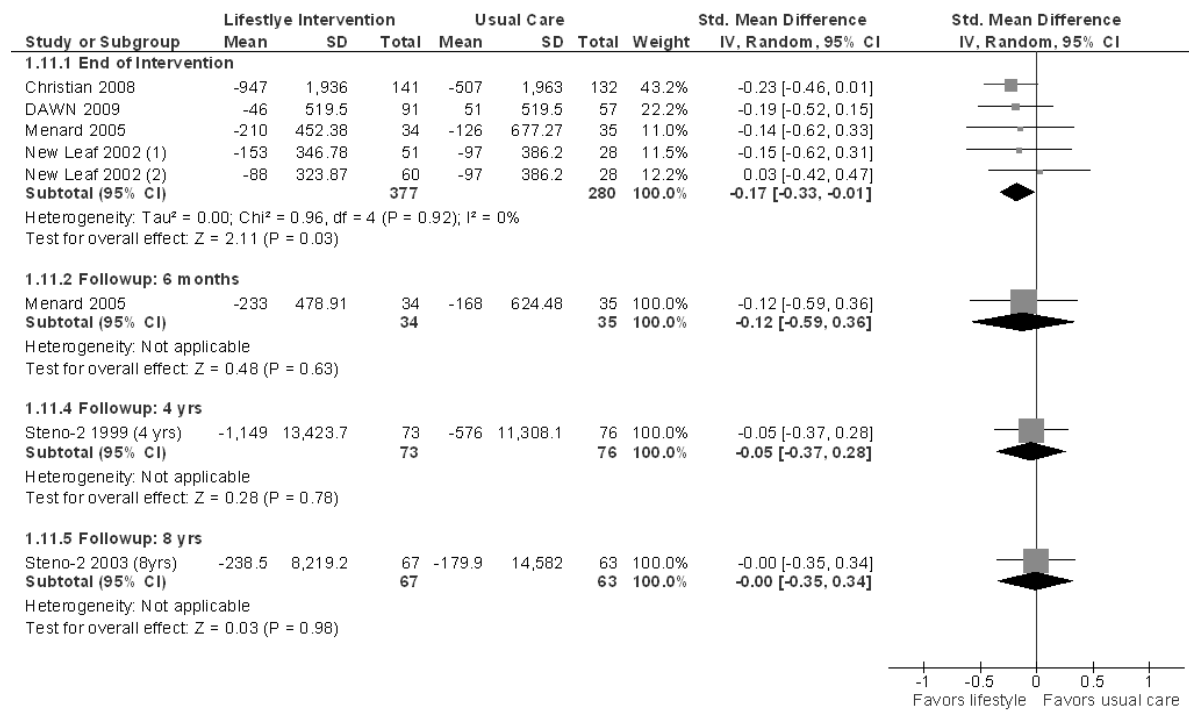 Lifestlye Intervention Usual Care Std. Mean Difference Std. Mean Difference
Study or Subgroup Mean SD Total Mean SD Total Weight IV, Random, 95% CI IV, Random, 95% CI
1.11.1 End of Intervention
Christian 2008 -947 1,936 141 -507 1,963 132 43.2% -0.23 [-0.46, 0.01]
DAWN 2009 -46 519.5 91 51 519.5 57 22.2% -0.19 [-0.52, 0.15]
Menard 2005 -210 452.38 34 -126 677.27 35 11.0% -0.14 [-0.62, 0.33]
New Leaf 2002 (1) -153 346.78 51 -97 386.2 28 11.5% -0.15 [-0.62, 0.31]
New Leaf 2002 (2) -88 323.87 60 -97 386.2 28 12.2% 0.03 [-0.42, 0.47]
Subtotal (95% CI) 377 280 100.0% -0.17 [-0.33, -0.01]
Heterogeneity: Tau² = 0.00; Chi² = 0.96, df = 4 (P = 0.92); I² = 0%
Test for overall effect: Z = 2.11 (P = 0.03)
1.11.2 Followup: 6 months
Menard 2005 -233 478.91 34 -168 624.48 35 100.0% -0.12 [-0.59, 0.36]
Subtotal (95% CI) 34 35 100.0% -0.12 [-0.59, 0.36]
Heterogeneity: Not applicable
Test for overall effect: Z = 0.48 (P = 0.63)
1.11.4 Followup: 4 yrs
Steno-2 1999 (4 yrs) -1,149 13,423.7 73 -576 11,308.1 76 100.0% -0.05 [-0.37, 0.28]
Subtotal (95% CI) 73 76 100.0% -0.05 [-0.37, 0.28]
Heterogeneity: Not applicable
Test for overall effect: Z = 0.28 (P = 0.78)
1.11.5 Followup: 8 yrs
Steno-2 2003 (8yrs) -238.5 8,219.2 67 -179.9 14,582 63 100.0% -0.00 [-0.35, 0.34]
Subtotal (95% CI) 67 63 100.0% -0.00 [-0.35, 0.34]
Heterogeneity: Not applicable
Test for overall effect: Z = 0.03 (P = 0.98)
-1 -0.5 0 0.5 1
Favors lifestyle Favors usual care